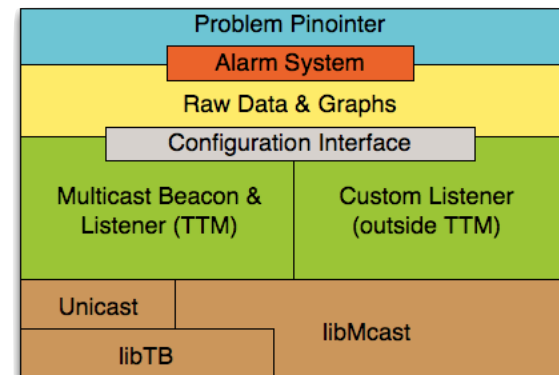 Problem Pinointer
Alarm System
Raw Data & Graphs
Configuration Interface
Multicast Beacon &
Listener (TTM)
Custom Listener
(outside TTM)
Unicast
libMcast
libTB